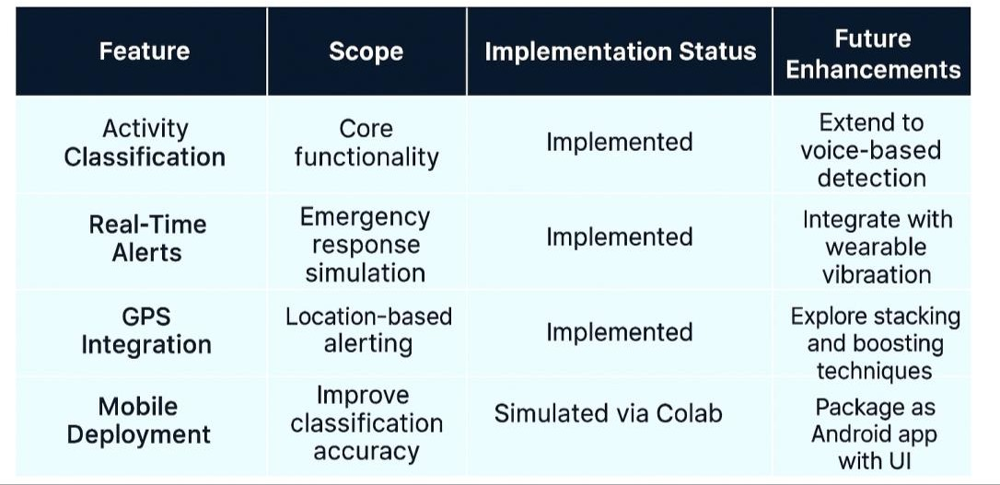 Feature
Scope
Implementation Status
Future
Enhancements
Activity
Classification
Core
functionality
Implemented
Extend to
voice-based
detection
Real-Time
Alerts
Emergency
response
simulation
Implemented
Integrate with
wearable
vibraation
GPS
Integration
Location-based
alerting
Implemented
Explore stacking
and boosting
techniques
Mobile
Deployment
Improve
classification
accuracy
Simulated via Colab
Package as
Android app
with UI